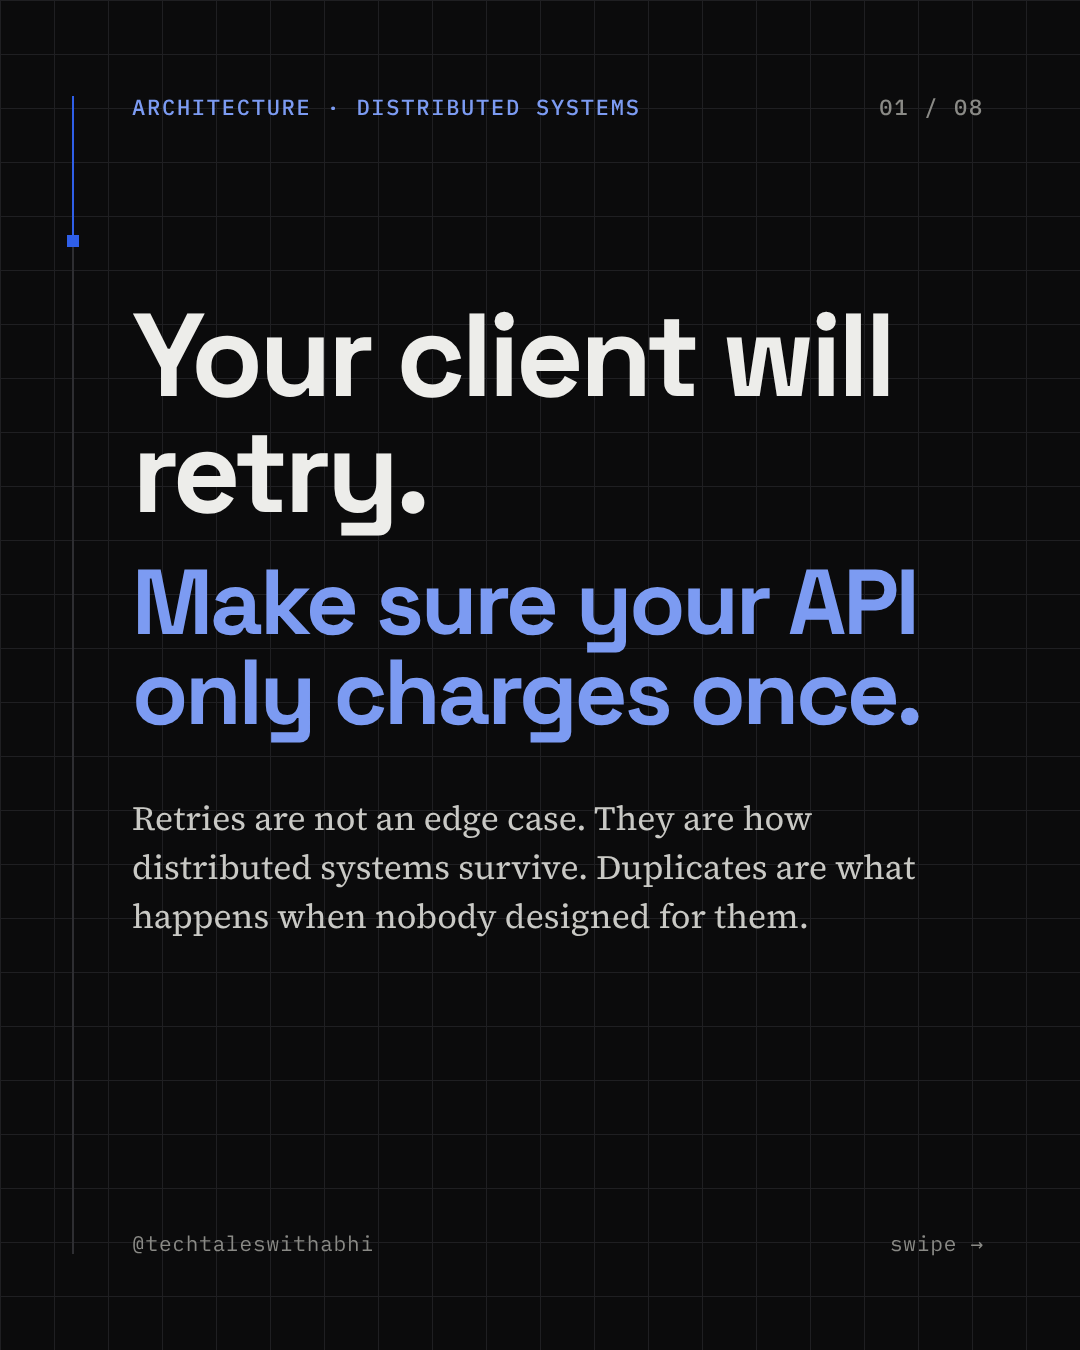 ARCHITECTURE · DISTRIBUTED SYSTEMS
01 / 08
Your client will
retry.
Make sure your API
only charges once.
Retries are not an edge case. They are how
distributed systems survive. Duplicates are what
happens when nobody designed for them.
@techtaleswithabhi
swipe →